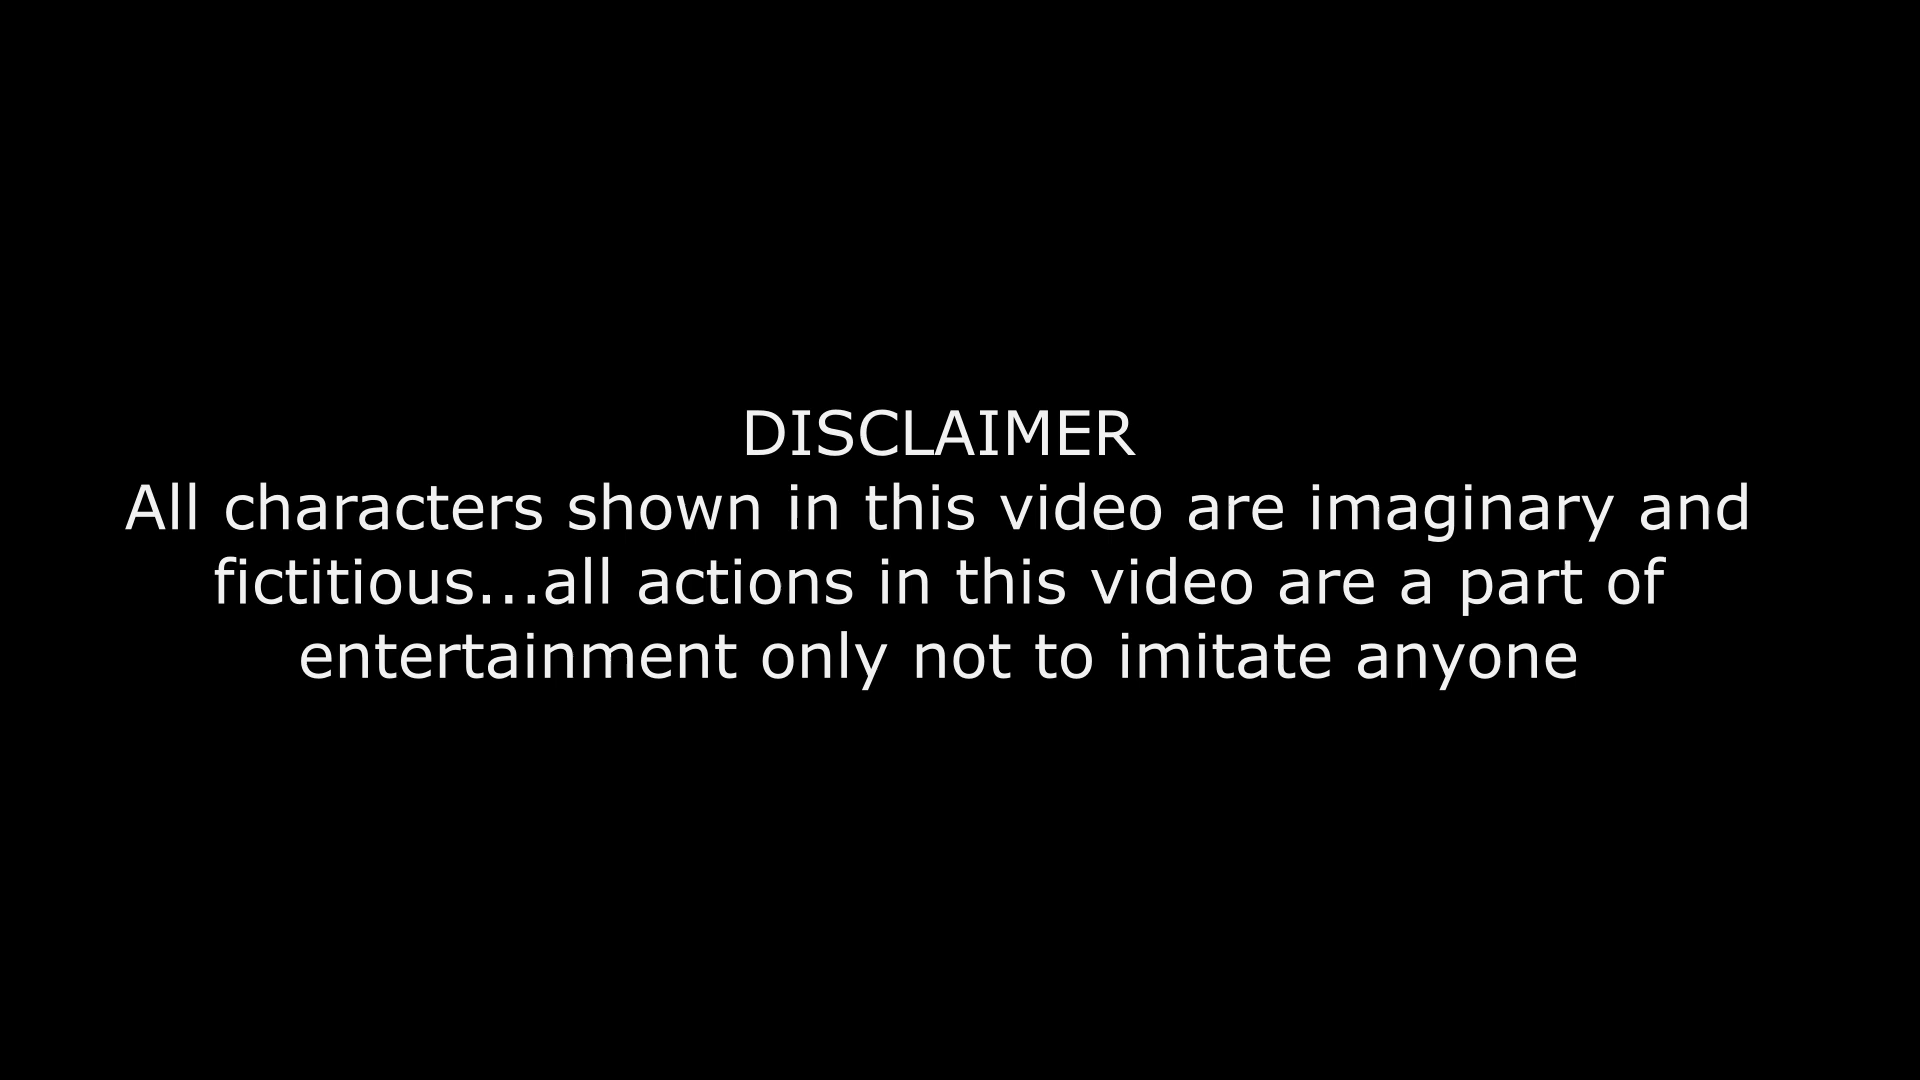 DISCLAIMER
All characters shown in this video are imaginary and
fictitious...all actions in this video are a part of
entertainment only not to imitate anyone